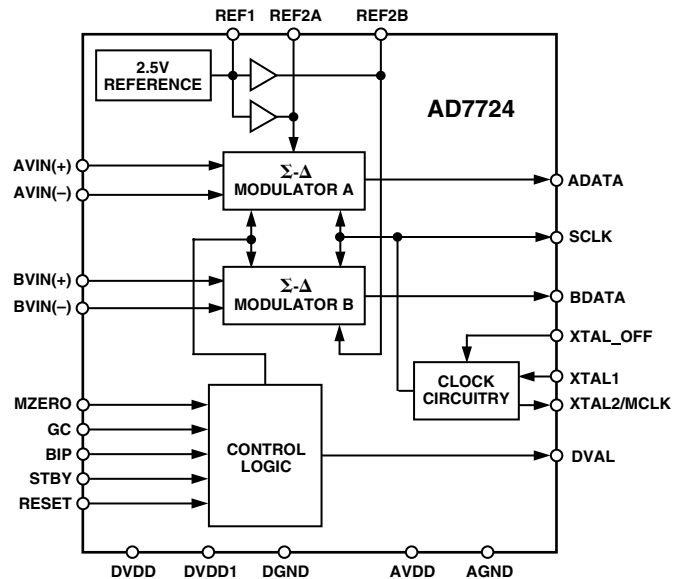 REF1 REF2A REF2B
2.5V
REFERENCE
AD7724
AVIN(+)
AVIN(–)
Σ-Δ
MODULATOR A
ADATA
SCLK
BVIN(+)
BVIN(–)
Σ-Δ
MODULATOR B
BDATA
XTAL_OFF
CLOCK
CIRCUITRY
XTAL1
XTAL2/MCLK
MZERO
GC
BIP
STBY
RESET
CONTROL
LOGIC
DVAL
DVDD DVDD1 DGND AVDD AGND